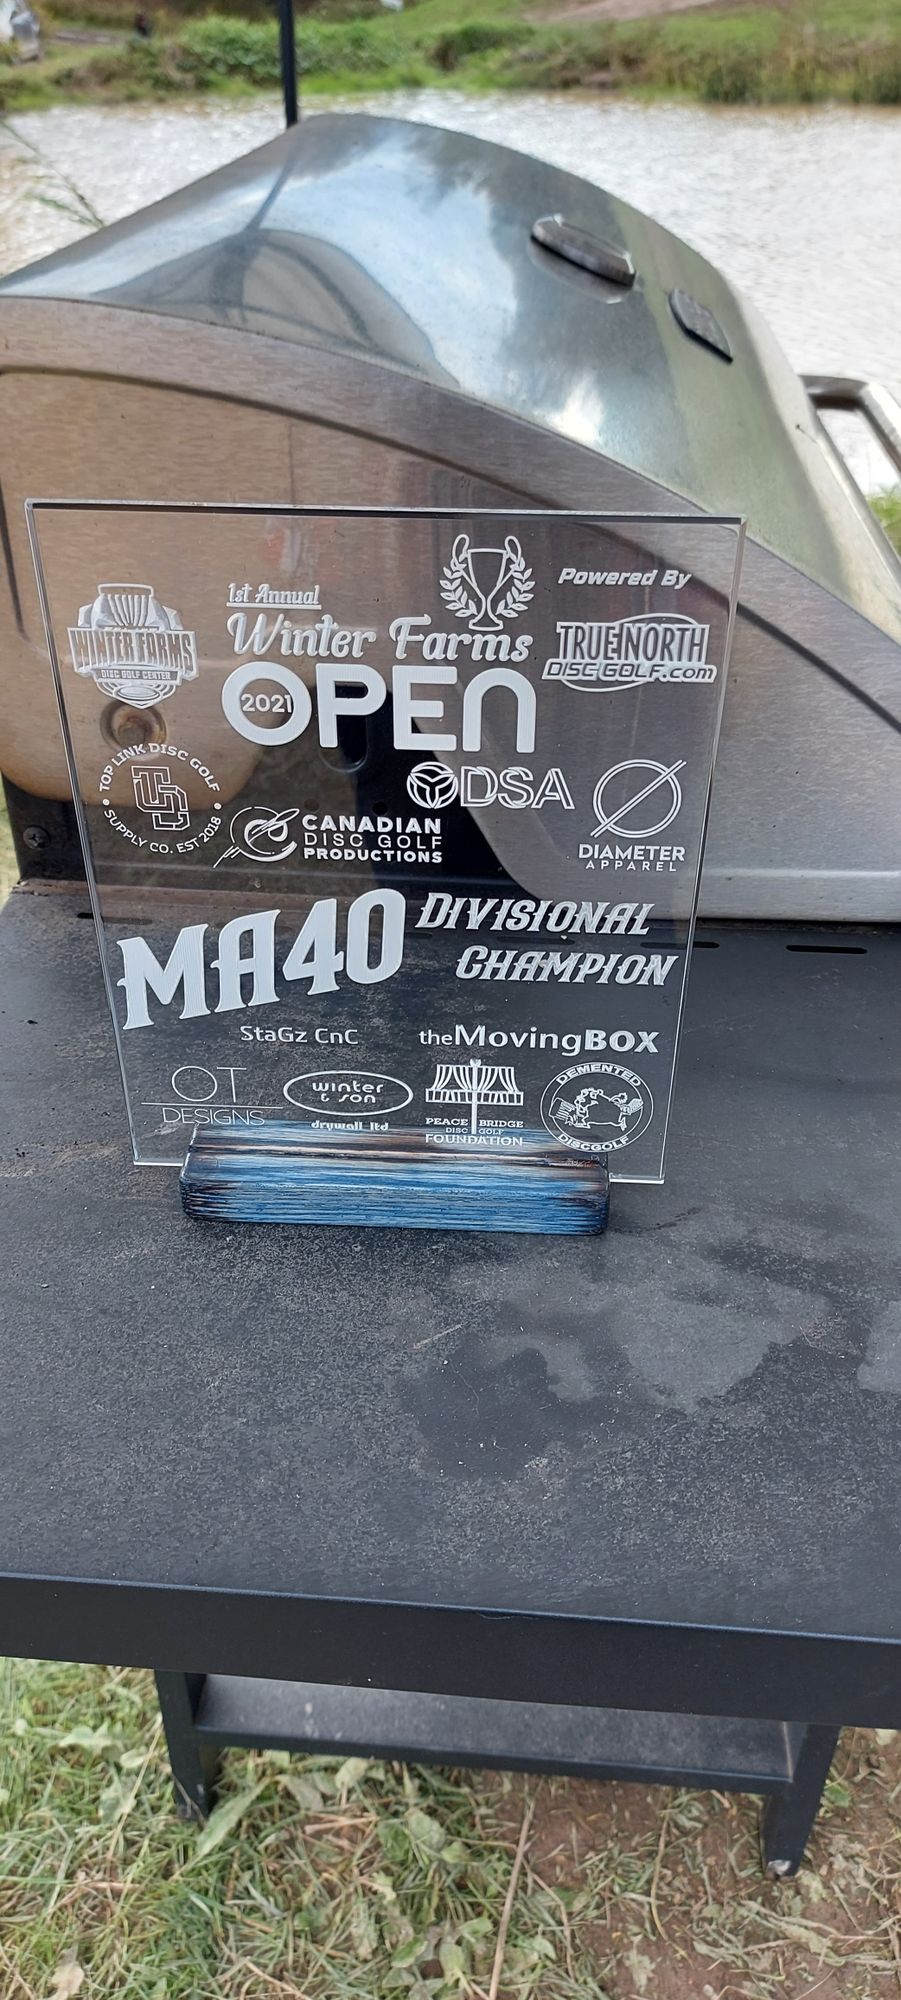 1st Annual
Winter Farms
2021 OPEN
WINTER FARMS
DISC GOLF CENTER
Powered By
TRUE NORTH
DISC GOLF.COM
TOP LINK DISC GOLF
SUPPLY CO. EST 2018
DSA
CANADIAN
DISC GOLF
PRODUCTIONS
DIAMETER
APPAREL
MA40 DIVISIONAL
CHAMPION
StaGz CnC
theMovingBOX
OT
DESIGNS
winter
& son
drywall ltd
PEACE BRIDGE
DISC GOLF
FOUNDATION
DEMENTED
DISCGOLF